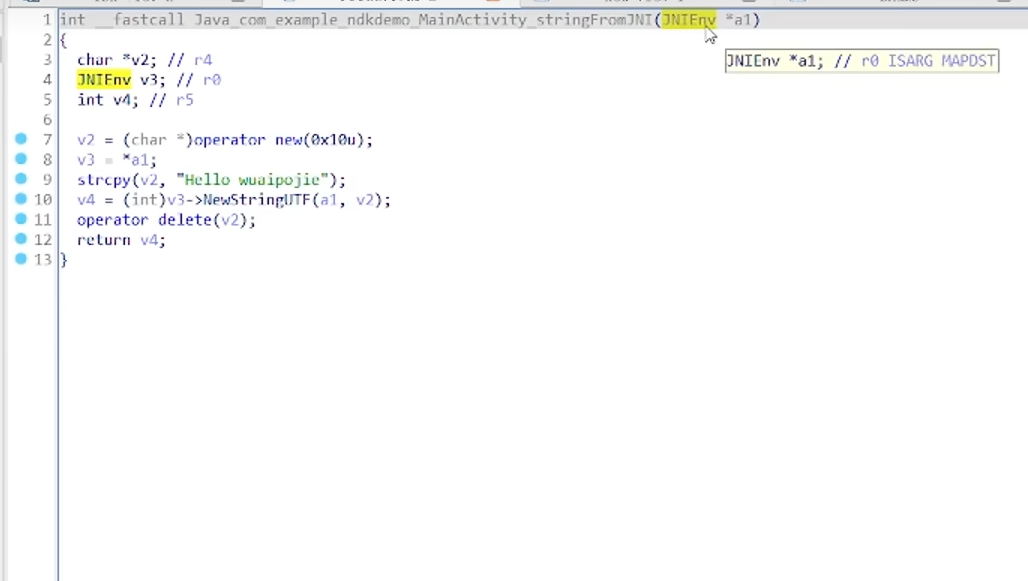 1 int __fastcall Java_com_example_ndkdemo_MainActivity_stringFromJNI(JNIEnv *a1)
2 {
JNIEnv *a1; // r0 ISARG MAPDST
3 char *v2; // r4
4 JNIEnv v3; // r0
5 int v4; // r5
6
7 v2 = (char *)operator new(0x10u);
8 v3 = *a1;
9 strcpy(v2, "Hello wuaipojie");
10 v4 = (int)v3->NewStringUTF(a1, v2);
11 operator delete(v2);
12 return v4;
13 }